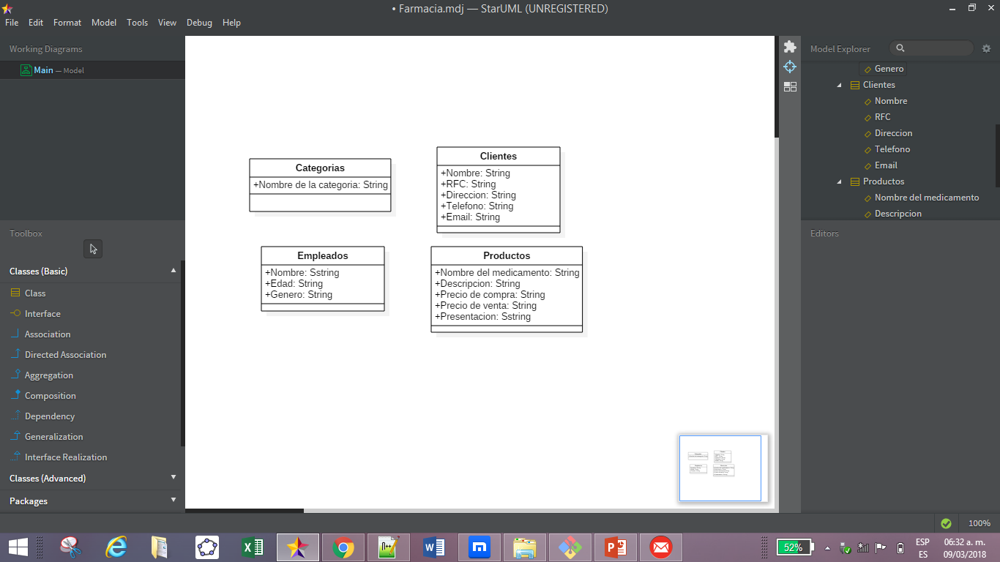 • Farmacia.mdj — StarUML (UNREGISTERED)
File Edit Format Model Tools View Debug Help
Working Diagrams
Main — Model
Toolbox
Classes (Basic)
Class
Interface
Association
Directed Association
Aggregation
Composition
Dependency
Generalization
Interface Realization
Classes (Advanced)
Packages
Categorias
+Nombre de la categoria: String
Clientes
+Nombre: String
+RFC: String
+Direccion: String
+Telefono: String
+Email: String
Empleados
+Nombre: Sstring
+Edad: String
+Genero: String
Productos
+Nombre del medicamento: String
+Descripcion: String
+Precio de compra: String
+Precio de venta: String
+Presentacion: Sstring
Model Explorer
Genero
Clientes
Nombre
RFC
Direccion
Telefono
Email
Productos
Nombre del medicamento
Descripcion
Editors
100%
52%
ESP
ES
06:32 a. m.
09/03/2018